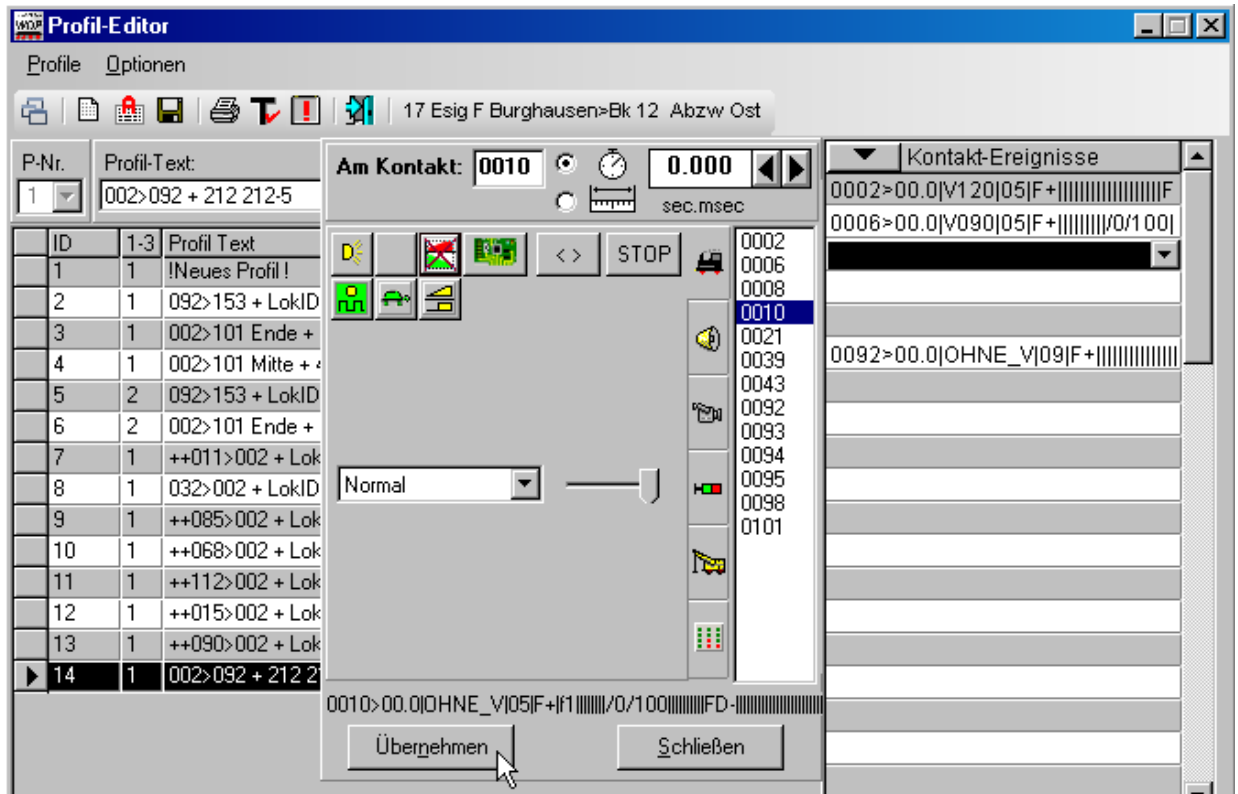 WDP Profil-Editor
Profile Optionen
17 Esig F Burghausen>Bk 12 Abzw Ost
P-Nr. Profil-Text:
1 002>092 + 212 212-5
ID 1-3 Profil Text
1 1 !Neues Profil !
2 1 092>153 + LokID
3 1 002>101 Ende +
4 1 002>101 Mitte +
5 2 092>153 + LokID
6 2 002>101 Ende +
7 1 ++011>002 + Lok
8 1 032>002 + LokID
9 1 ++085>002 + Lok
10 1 ++068>002 + Lok
11 1 ++112>002 + Lok
12 1 ++015>002 + Lok
13 1 ++090>002 + Lok
14 1 002>092 + 212 2
Am Kontakt: 0010 0.000
sec.msec
< > STOP
Normal
0002
0006
0008
0010
0021
0039
0043
0092
0093
0094
0095
0098
0101
0010>00.0|OHNE_V|05|F+|f1|||||||/0/100|||||||||FD-||||||||||||||||||||||
Übernehmen Schließen
Kontakt-Ereignisse
0002>00.0|V120|05|F+|||||||||||||||||||F
0006>00.0|V090|05|F+|||||||||/0/100|
0092>00.0|OHNE_V|09|F+|||||||||||||||